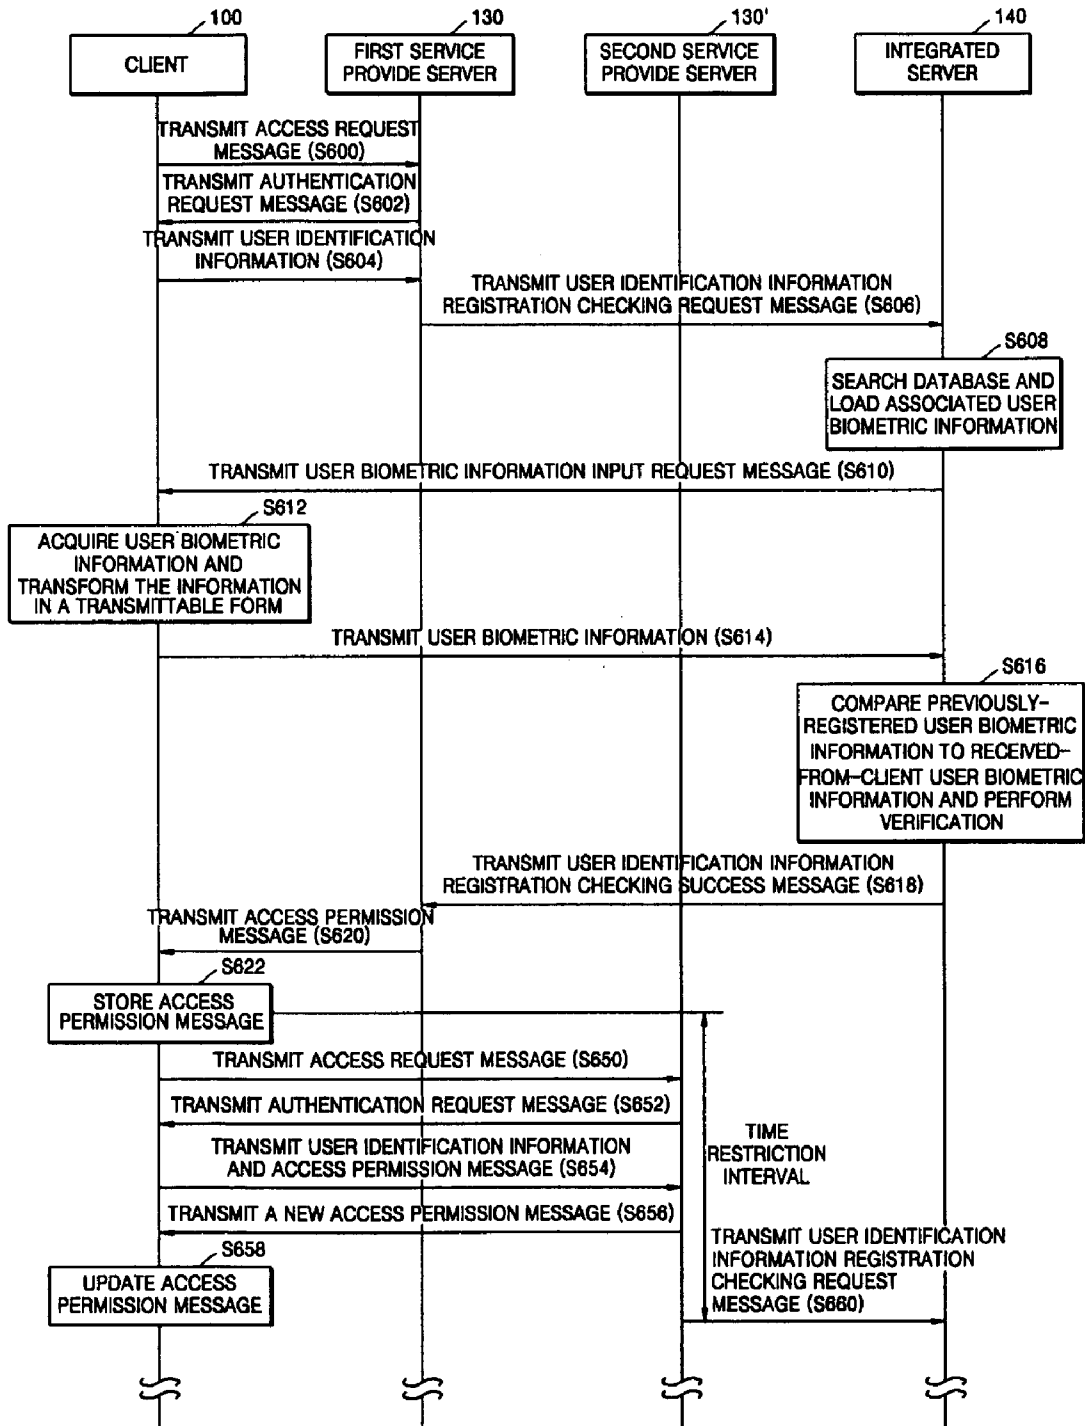 100
130
130'
140
CLIENT
FIRST SERVICE
PROVIDE SERVER
SECOND SERVICE
PROVIDE SERVER
INTEGRATED
SERVER
TRANSMIT ACCESS REQUEST
MESSAGE (S600)
TRANSMIT AUTHENTICATION
REQUEST MESSAGE (S602)
TRANSMIT USER IDENTIFICATION
INFORMATION (S604)
TRANSMIT USER IDENTIFICATION INFORMATION
REGISTRATION CHECKING REQUEST MESSAGE (S606)
S608
SEARCH DATABASE AND
LOAD ASSOCIATED USER
BIOMETRIC INFORMATION
TRANSMIT USER BIOMETRIC INFORMATION INPUT REQUEST MESSAGE (S610)
S612
ACQUIRE USER BIOMETRIC
INFORMATION AND
TRANSFORM THE INFORMATION
IN A TRANSMITTABLE FORM
TRANSMIT USER BIOMETRIC INFORMATION (S614)
S616
COMPARE PREVIOUSLY-
REGISTERED USER BIOMETRIC
INFORMATION TO RECEIVED-
FROM-CLIENT USER BIOMETRIC
INFORMATION AND PERFORM
VERIFICATION
TRANSMIT USER IDENTIFICATION INFORMATION
REGISTRATION CHECKING SUCCESS MESSAGE (S618)
TRANSMIT ACCESS PERMISSION
MESSAGE (S620)
S622
STORE ACCESS
PERMISSION MESSAGE
TRANSMIT ACCESS REQUEST MESSAGE (S650)
TRANSMIT AUTHENTICATION REQUEST MESSAGE (S652)
TRANSMIT USER IDENTIFICATION INFORMATION
AND ACCESS PERMISSION MESSAGE (S654)
TIME
RESTRICTION
INTERVAL
TRANSMIT A NEW ACCESS PERMISSION MESSAGE (S656)
S658
UPDATE ACCESS
PERMISSION MESSAGE
TRANSMIT USER IDENTIFICATION
INFORMATION REGISTRATION
CHECKING REQUEST
MESSAGE (S660)